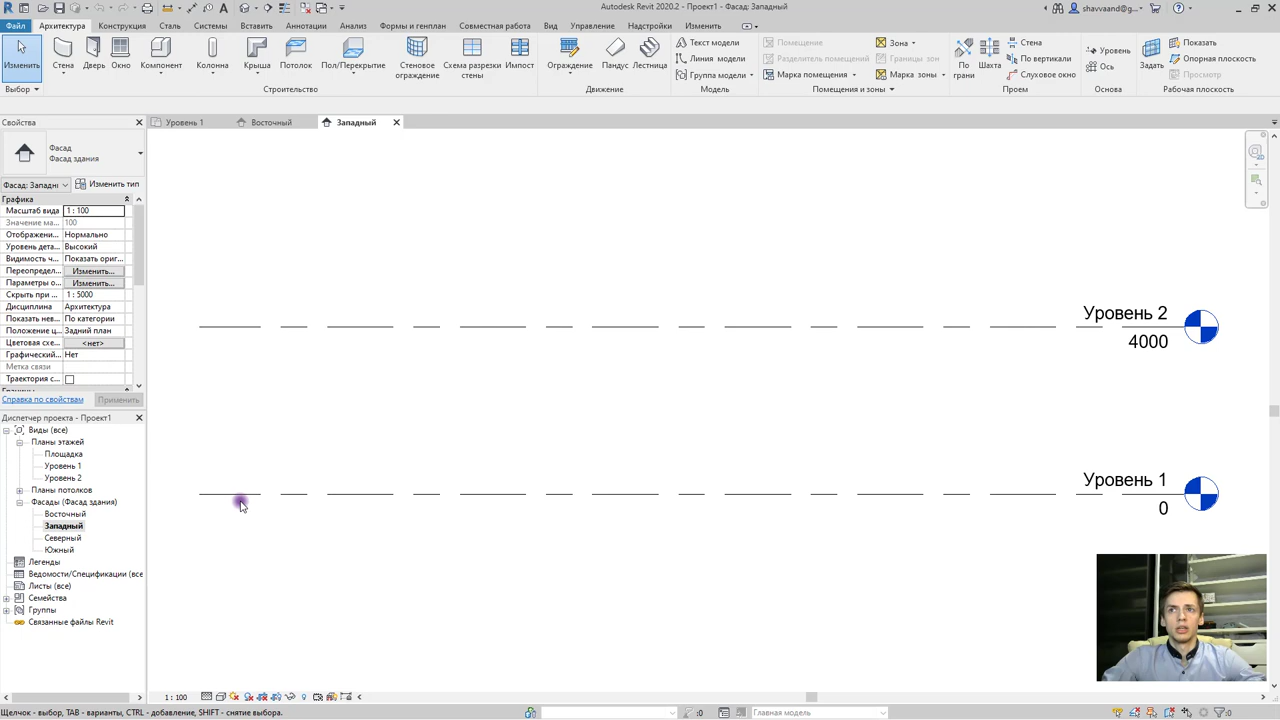 Autodesk Revit 2020.2 - Проект1 - Фасад: Западный
shavvaand@g...
Файл Архитектура Конструкция Сталь Системы Вставить Аннотации Анализ Формы и генплан Совместная работа Вид Управление Надстройки Изменить
Изменить
Стена
Дверь
Окно
Компонент
Колонна
Крыша
Потолок
Пол/Перекрытие
Стеновое ограждение
Схема разрезки стены
Импост
Ограждение
Пандус
Лестница
Текст модели
Линия модели
Группа модели
Помещение
Разделитель помещений
Марка помещения
Зона
Границы зон
Марка зоны
По грани
Шахта
Стена
По вертикали
Слуховое окно
Уровень
Ось
Задать
Показать
Опорная плоскость
Просмотр
Выбор
Строительство
Движение
Модель
Помещения и зоны
Проем
Основа
Рабочая плоскость
Свойства
Уровень 1
Восточный
Западный
Фасад
Фасад здания
Фасад: Западны
Изменить тип
Графика
Масштаб вида 1 : 100
Значение ма... 100
Отображени... Нормально
Уровень дета... Высокий
Видимость ч... Показать ориг...
Переопредел... Изменить...
Параметры о... Изменить...
Скрыть при ... 1 : 5000
Дисциплина Архитектура
Показать нев... По категории
Положение ц... Задний план
Цветовая схе... <нет>
Графический... Нет
Метка связи
Траектория с...
Справка по свойствам
Применить
Диспетчер проекта - Проект1
Виды (все)
Планы этажей
Площадка
Уровень 1
Уровень 2
Планы потолков
Фасады (Фасад здания)
Восточный
Западный
Северный
Южный
Легенды
Ведомости/Спецификации (все
Листы (все)
Семейства
Группы
Связанные файлы Revit
Уровень 2
4000
Уровень 1
0
1 : 100
Щелчок - выбор, TAB - варианты, CTRL - добавление, SHIFT - снятие выбора.
:0
Главная модель
:0